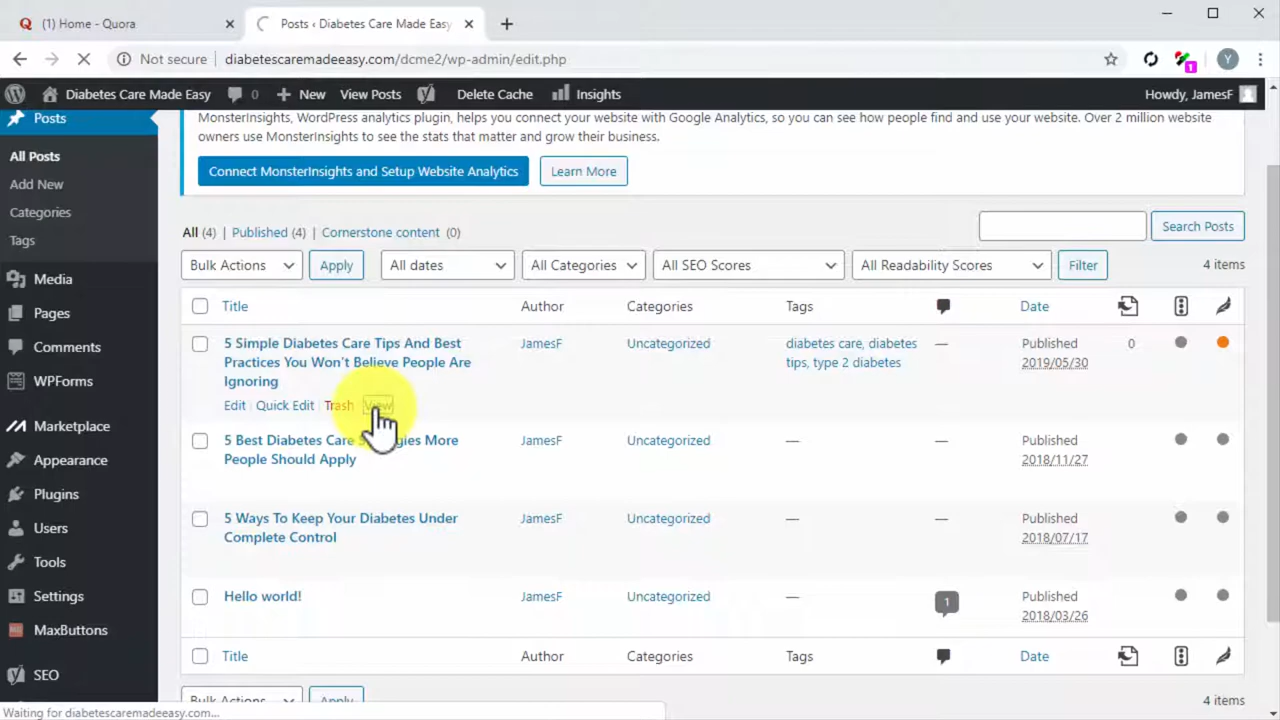 (1) Home - Quora
Posts ‹ Diabetes Care Made Easy
Not secure
diabetescaremadeeasy.com/dcme2/wp-admin/edit.php
1
Y
Diabetes Care Made Easy
0
New
View Posts
Delete Cache
Insights
Howdy, JamesF
Posts
All Posts
Add New
Categories
Tags
Media
Pages
Comments
WPForms
Marketplace
Appearance
Plugins
Users
Tools
Settings
MaxButtons
SEO
MonsterInsights, WordPress analytics plugin, helps you connect your website with Google Analytics, so you can see how people find and use your website. Over 2 million website
owners use MonsterInsights to see the stats that matter and grow their business.
Connect MonsterInsights and Setup Website Analytics
Learn More
Search Posts
All (4) | Published (4) | Cornerstone content (0)
Bulk Actions
Apply
All dates
All Categories
All SEO Scores
All Readability Scores
Filter
4 items
Title
Author
Categories
Tags
Date
5 Simple Diabetes Care Tips And Best
Practices You Won't Believe People Are
Ignoring
JamesF
Uncategorized
diabetes care, diabetes
tips, type 2 diabetes
—
Published
2019/05/30
0
Edit | Quick Edit | Trash | View
5 Best Diabetes Care More
People Should Apply
JamesF
Uncategorized
—
—
Published
2018/11/27
5 Ways To Keep Your Diabetes Under
Complete Control
JamesF
Uncategorized
—
—
Published
2018/07/17
Hello world!
JamesF
Uncategorized
—
1
Published
2018/03/26
Title
Author
Categories
Tags
Date
Bulk Actions
Apply
4 items
Waiting for diabetescaremadeeasy.com...